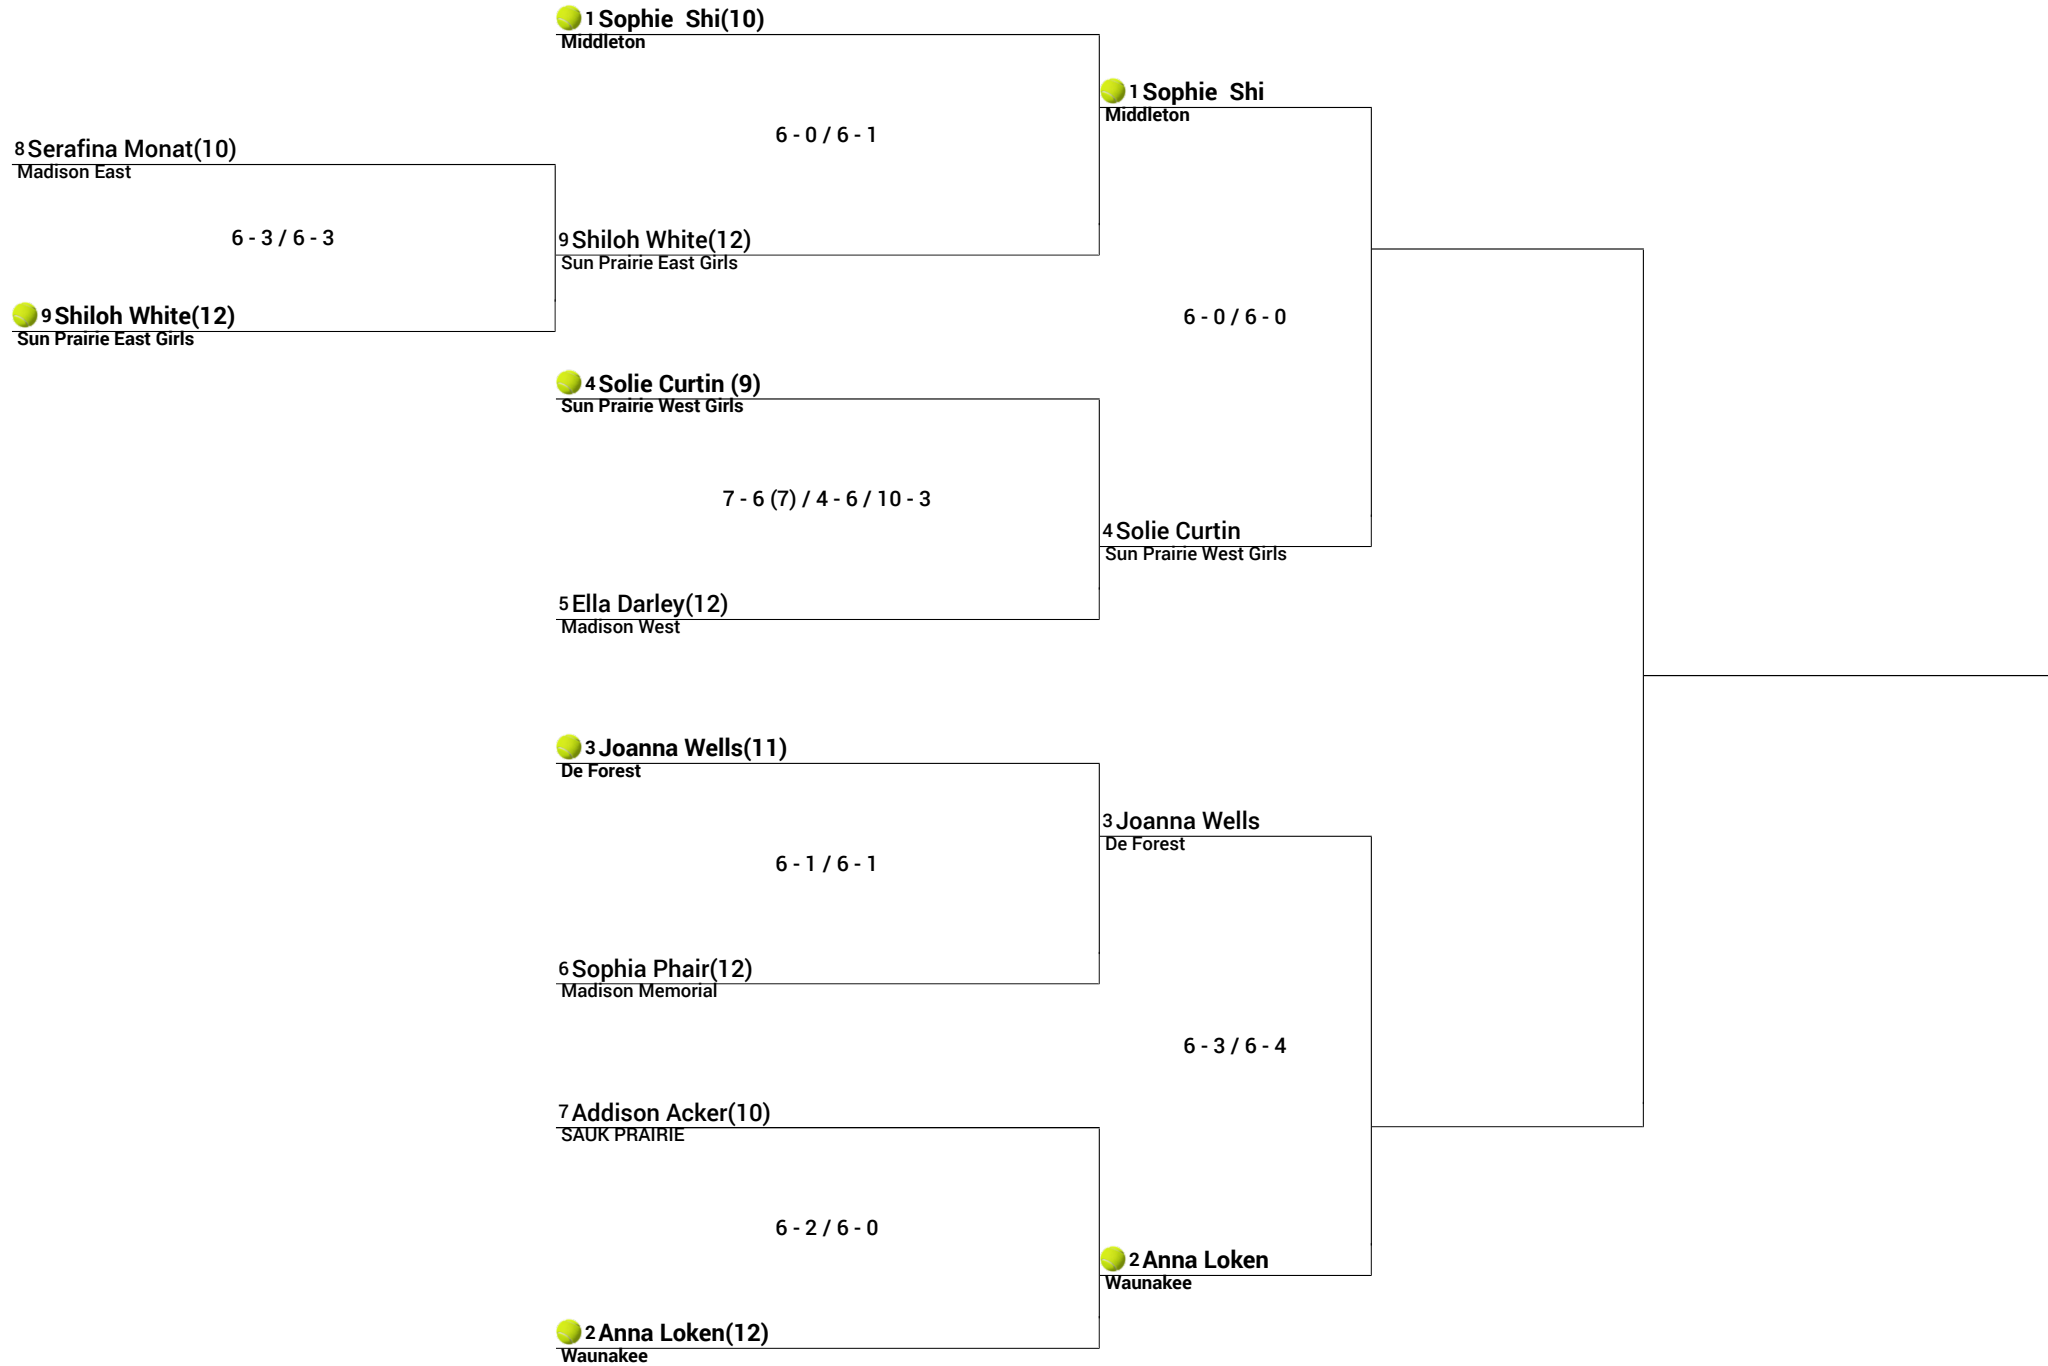 1 Sophie  Shi(10)
Middleton
1 Sophie  Shi
Middleton
6 - 0 / 6 - 1
8 Serafina Monat(10)
Madison East
6 - 3 / 6 - 3
9 Shiloh White(12)
Sun Prairie East Girls
9 Shiloh White(12)
Sun Prairie East Girls
6 - 0 / 6 - 0
4 Solie Curtin (9)
Sun Prairie West Girls
7 - 6 (7) / 4 - 6 / 10 - 3
4 Solie Curtin
Sun Prairie West Girls
5 Ella Darley(12)
Madison West
3 Joanna Wells(11)
De Forest
3 Joanna Wells
De Forest
6 - 1 / 6 - 1
6 Sophia Phair(12)
Madison Memorial
6 - 3 / 6 - 4
7 Addison Acker(10)
SAUK PRAIRIE
6 - 2 / 6 - 0
2 Anna Loken
Waunakee
2 Anna Loken(12)
Waunakee